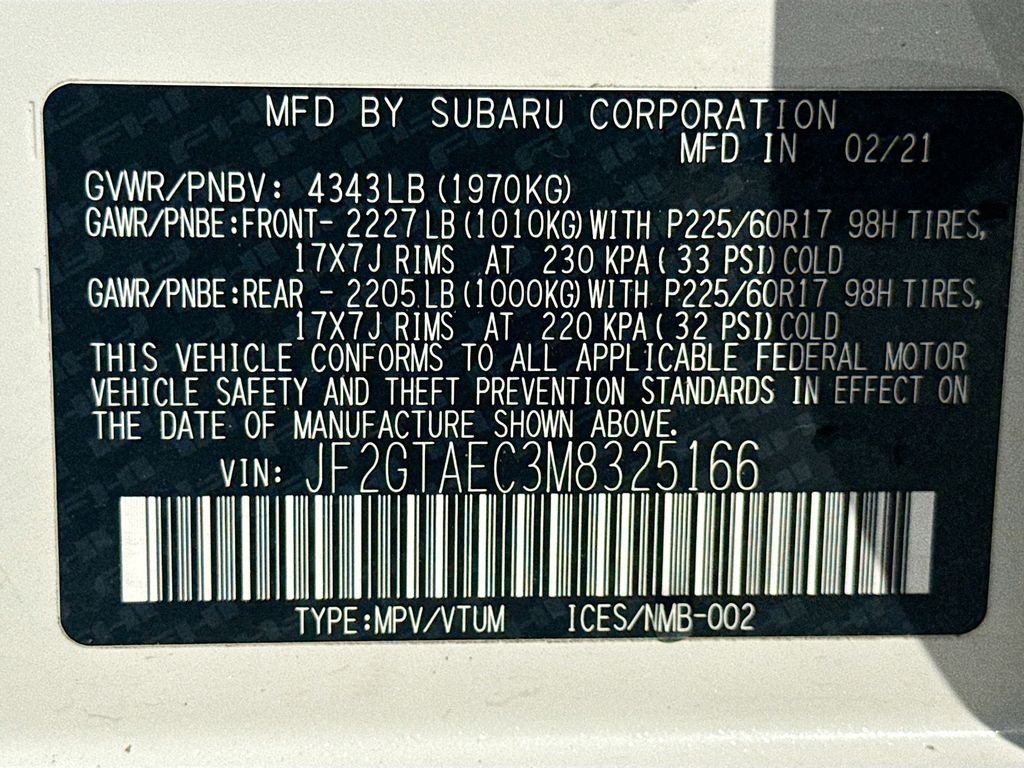 MFD BY SUBARU CORPORATION
MFD IN 02/21
GVWR/PNBV: 4343LB (1970KG)
GAWR/PNBE:FRONT- 2227LB (1010KG) WITH P225/60R17 98H TIRES,
17X7J RIMS AT 230 KPA( 33 PSI) COLD
GAWR/PNBE:REAR - 2205LB (1000KG) WITH P225/60R17 98H TIRES,
17X7J RIMS AT 220 KPA( 32 PSI) COLD
THIS VEHICLE CONFORMS TO ALL APPLICABLE FEDERAL MOTOR
VEHICLE SAFETY AND THEFT PREVENTION STANDARDS IN EFFECT ON
THE DATE OF MANUFACTURE SHOWN ABOVE.
VIN: JF2GTAEC3M8325166
TYPE:MPV/VTUM ICES/NMB-002